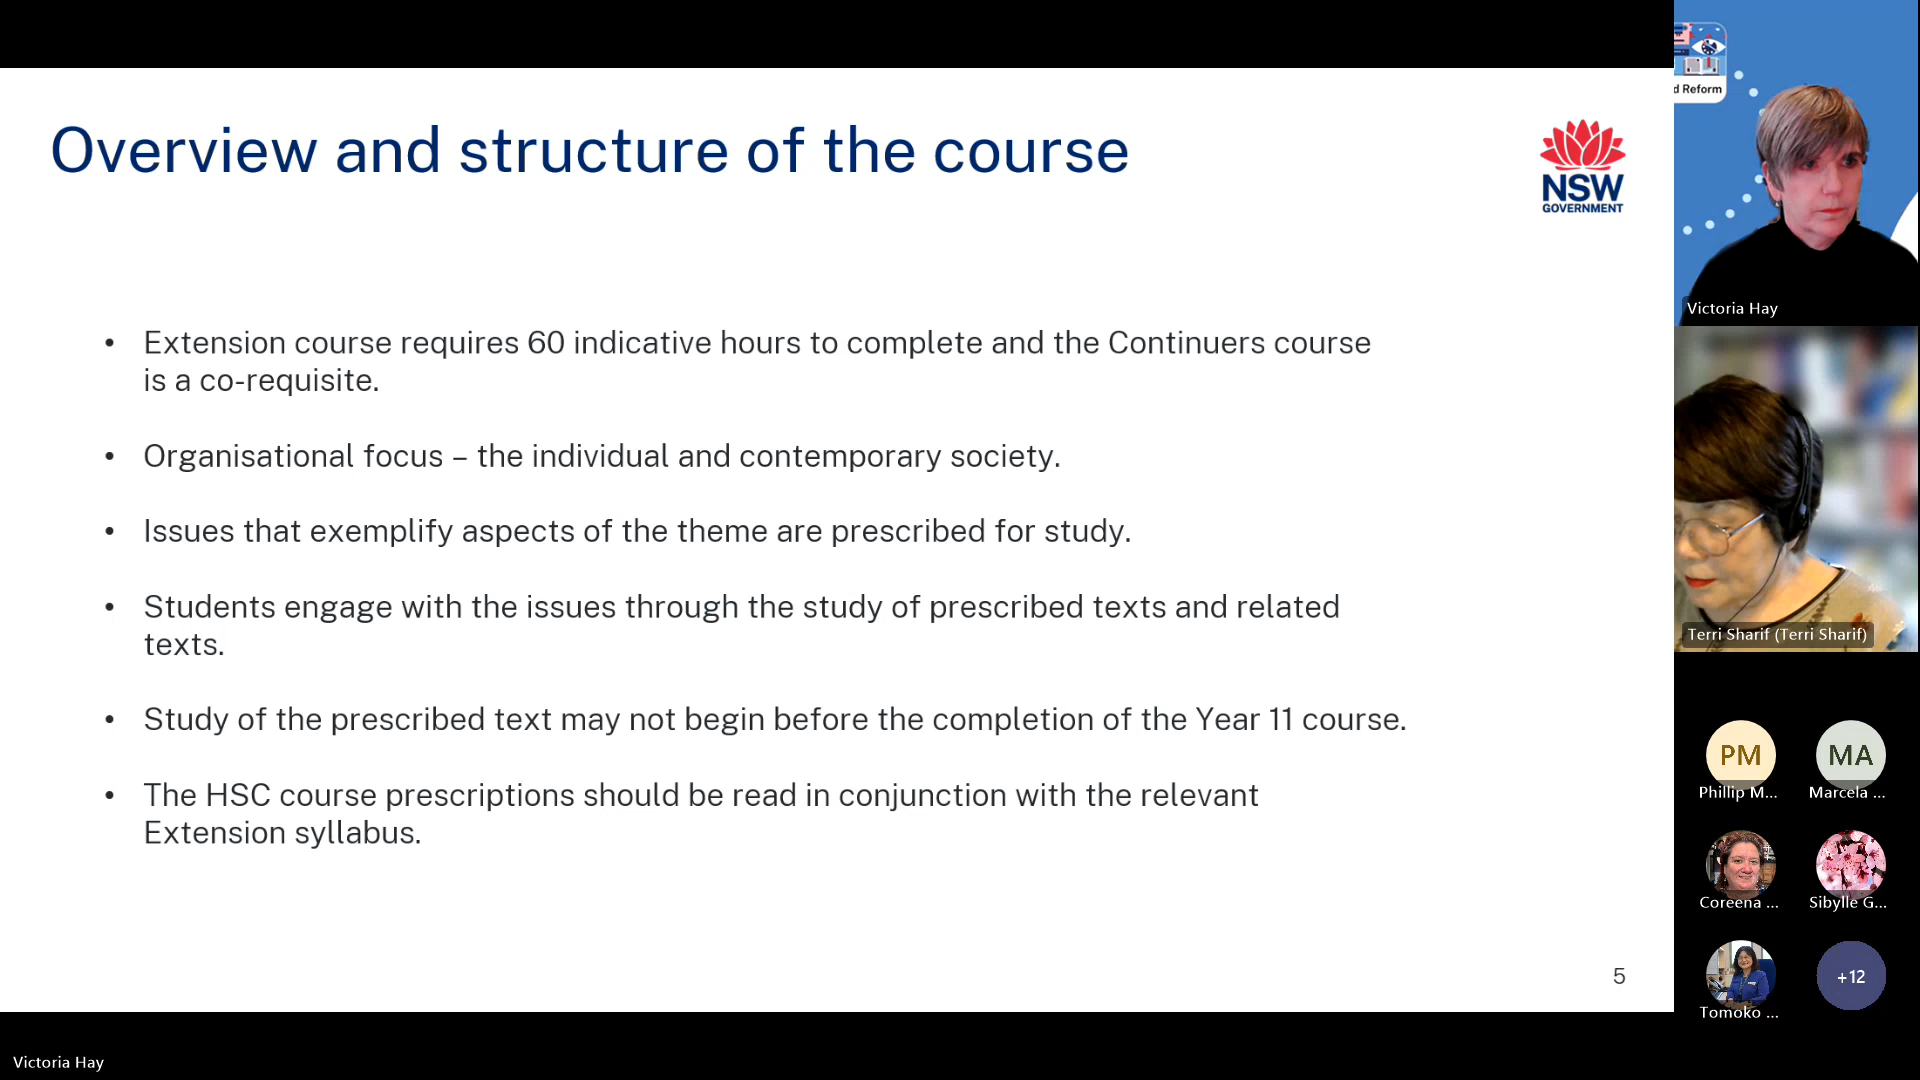 Overview and structure of the course
NSW
GOVERNMENT
• Extension course requires 60 indicative hours to complete and the Continuers course
is a co-requisite.
• Organisational focus – the individual and contemporary society.
• Issues that exemplify aspects of the theme are prescribed for study.
• Students engage with the issues through the study of prescribed texts and related
texts.
• Study of the prescribed text may not begin before the completion of the Year 11 course.
• The HSC course prescriptions should be read in conjunction with the relevant
Extension syllabus.
5
Victoria Hay
d Reform
Victoria Hay
Terri Sharif (Terri Sharif)
PM
Phillip M...
MA
Marcela ...
Coreena ...
Sibylle G...
Tomoko ...
+12